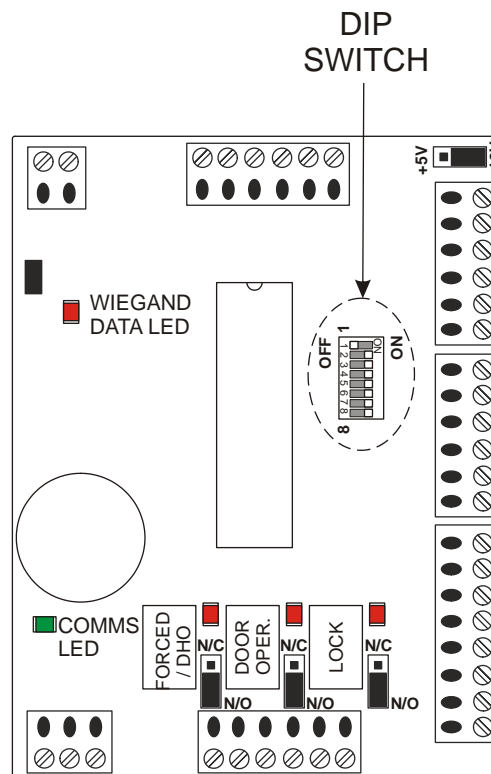 DIP
SWITCH
+5V
WIEGAND
DATA LED
1
OFF
ON
ON
1
2
3
4
5
6
7
8
8
COMMS
LED
FORCED
/ DHO
N/C
N/O
DOOR
OPER.
N/C
N/O
LOCK
N/C
N/O